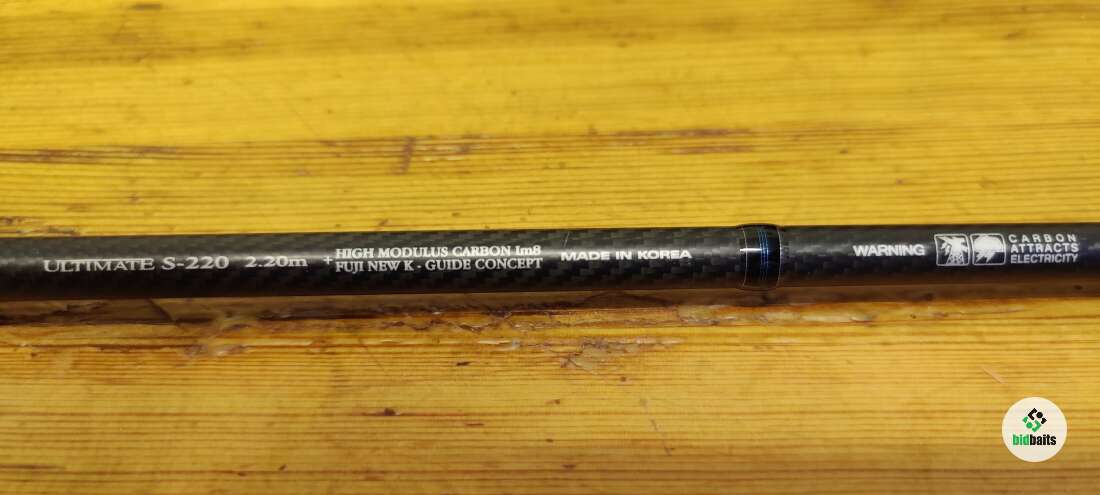 ULTIMATE S-220 2.20m
+ HIGH MODULUS CARBON Im8
FUJI NEW K · GUIDE CONCEPT
MADE IN KOREA
WARNING
CARBON
ATTRACTS
ELECTRICITY
bidbaits